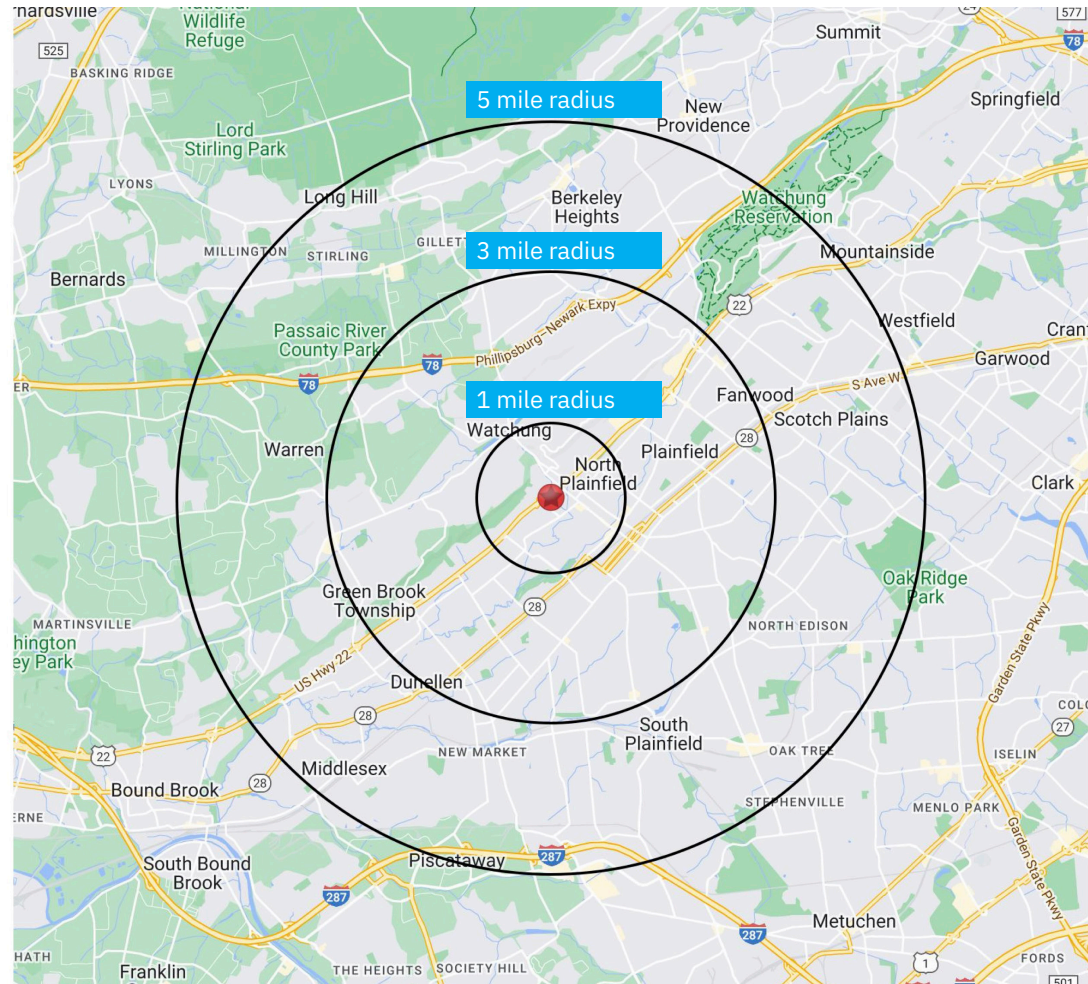 nardsville
National
Wildlife
Refuge
24
577
525
Summit
78
BASKING RIDGE
5 mile radius
New
Providence
Springfield
Lord
Stirling Park
LYONS
Long Hill
Berkeley
Heights
Watchung
Reservation
MILLINGTON
STIRLING
GILLETT
3 mile radius
Mountainside
Bernards
22
Phillipsburg-Newark Expy
Westfield
Passaic River
County Park
Cran
Garwood
78
78
ER
S Ave W
1 mile radius
Fanwood
Scotch Plains
Watchung
28
Warren
Plainfield
North
Plainfield
Clark
Oak Ridge
Park
Green Brook
Township
28
MARTINSVILLE
NORTH EDISON
hington
ey Park
US Hwy 22
Garden State Pkwy
Dunellen
COLO
28
South
Plainfield
27
22
NEW MARKET
OAK TREE
ISELIN
Middlesex
28
Bound Brook
STEPHENVILLE
MENLO PARK
ERNE
Garden State Pkwy
Piscataway
287
South Bound
Brook
287
Metuchen
287
HATH
Franklin
THE HEIGHTS
SOCIETY HILL
1
FORDS
501